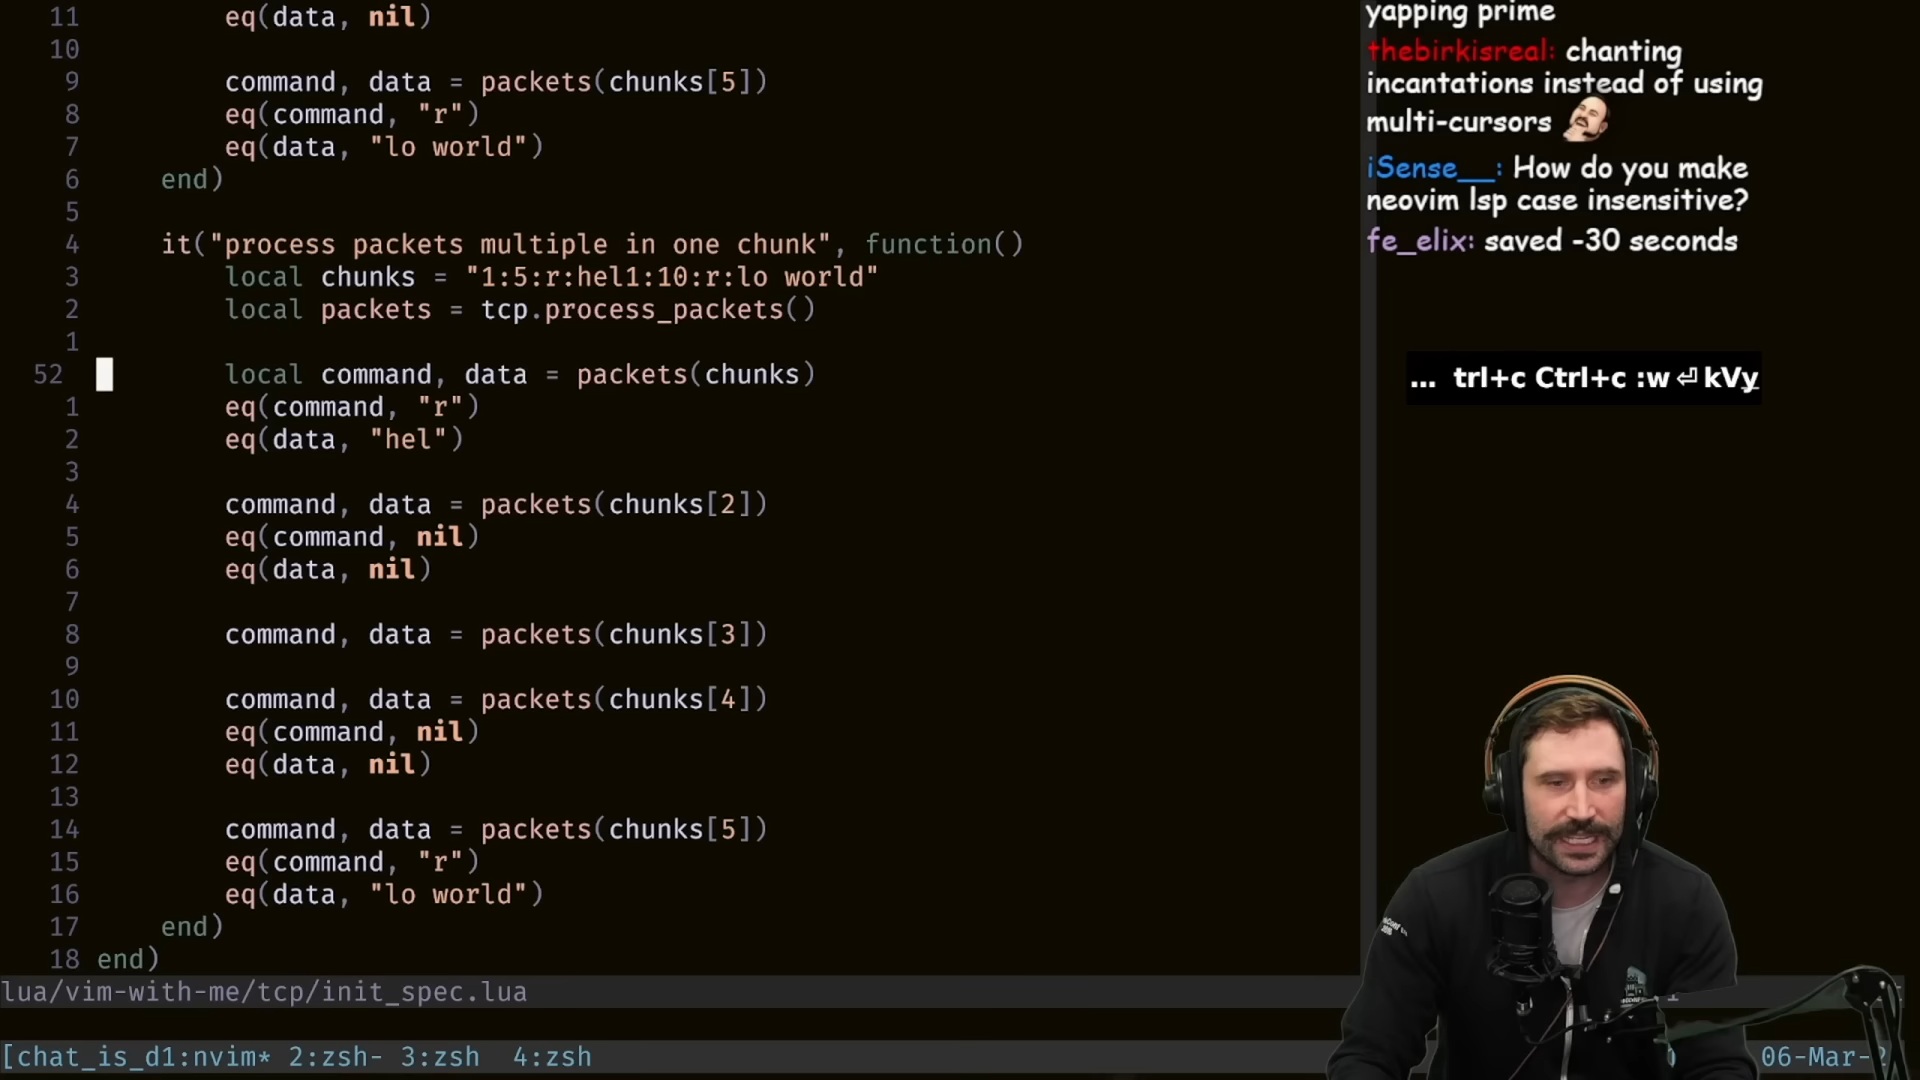 11 eq(data, nil)
10
9 command, data = packets(chunks[5])
8 eq(command, "r")
7 eq(data, "lo world")
6 end)
5
4 it("process packets multiple in one chunk", function()
3 local chunks = "1:5:r:hel1:10:r:lo world"
2 local packets = tcp.process_packets()
1
52 local command, data = packets(chunks)
1 eq(command, "r")
2 eq(data, "hel")
3
4 command, data = packets(chunks[2])
5 eq(command, nil)
6 eq(data, nil)
7
8 command, data = packets(chunks[3])
9
10 command, data = packets(chunks[4])
11 eq(command, nil)
12 eq(data, nil)
13
14 command, data = packets(chunks[5])
15 eq(command, "r")
16 eq(data, "lo world")
17 end)
18 end)
lua/vim-with-me/tcp/init_spec.lua
[chat_is_d1:nvim* 2:zsh- 3:zsh 4:zsh
06-Mar-2
yapping prime
thebirkisreal: chanting
incantations instead of using
multi-cursors
iSense__: How do you make
neovim lsp case insensitive?
fe_elix: saved -30 seconds
... trl+c Ctrl+c :w⏎kVy